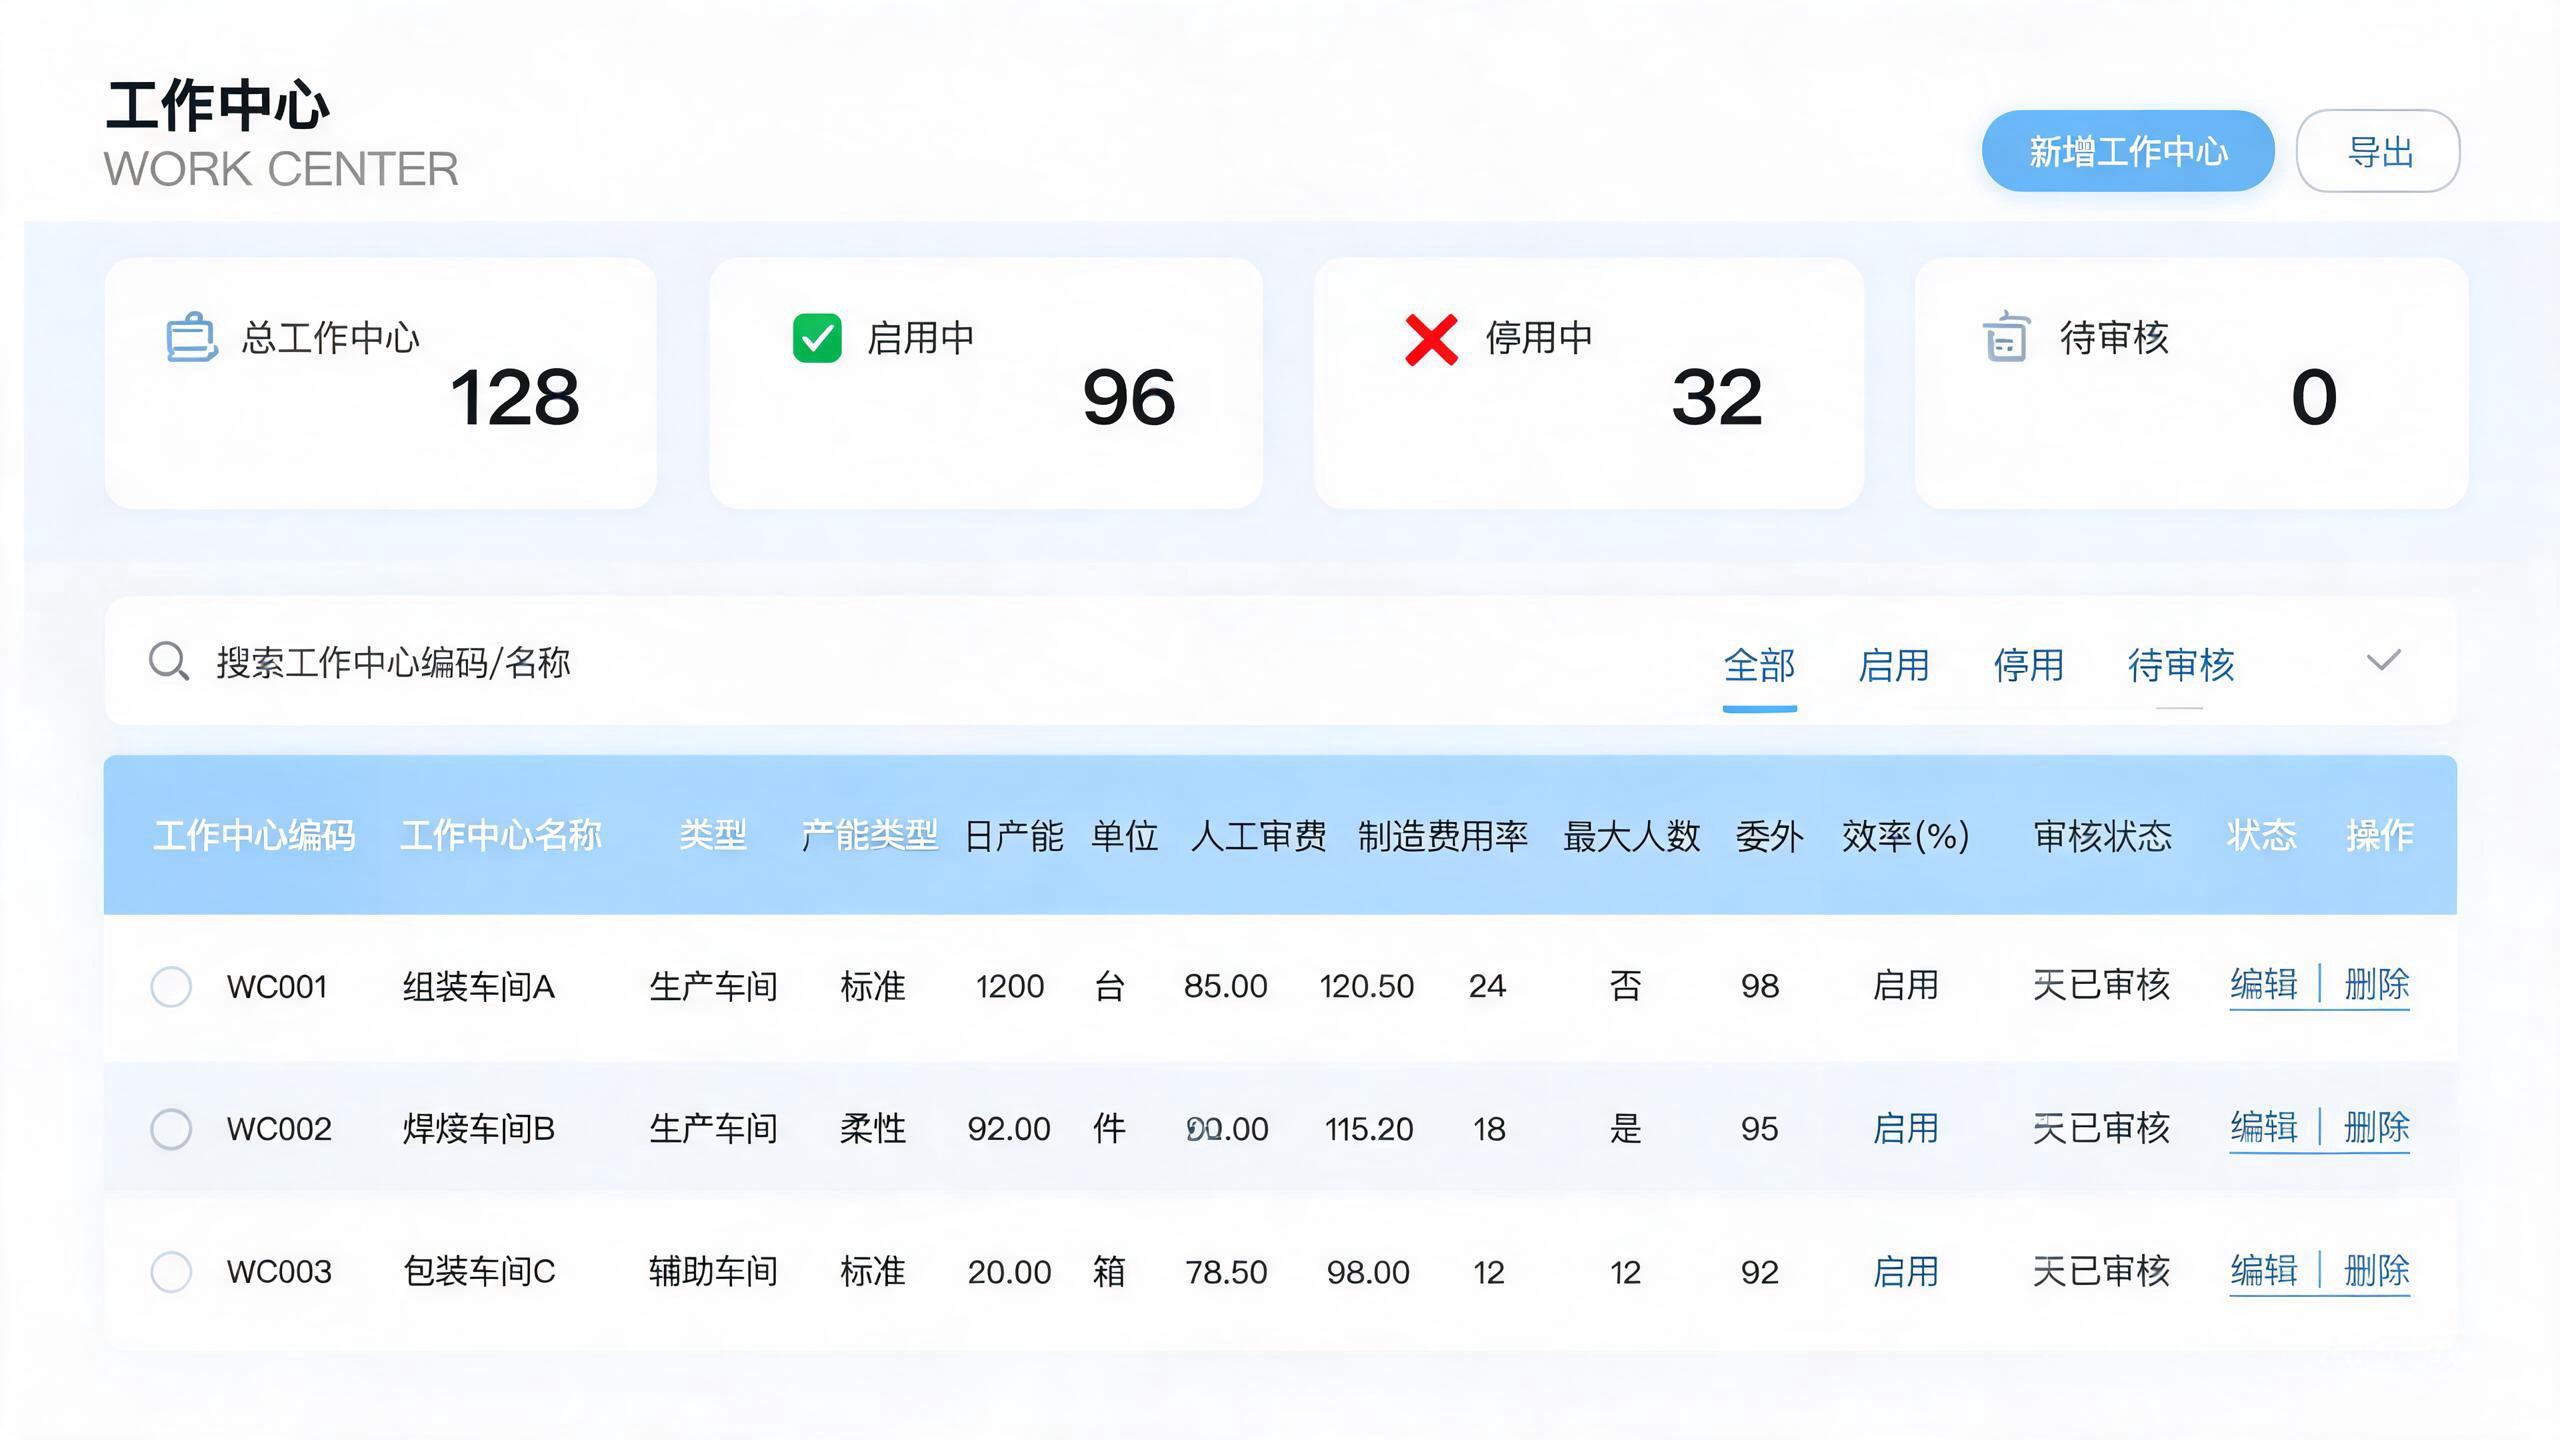 工作中心
WORK CENTER
新增工作中心 导出
总工作中心 128
启用中 96
停用中 32
待审核 0
搜索工作中心编码/名称 全部 启用 停用 待审核
工作中心编码 工作中心名称 类型 产能类型 日产能 单位 人工审费 制造费用率 最大人数 委外 效率(%) 审核状态 状态 操作
WC001 组装车间A 生产车间 标准 1200 台 85.00 120.50 24 否 98 启用 已审核 编辑 | 删除
WC002 焊接车间B 生产车间 柔性 92.00 件 115.20 18 是 95 启用 已审核 编辑 | 删除
WC003 包装车间C 辅助车间 标准 20.00 箱 78.50 98.00 12 12 92 启用 已审核 编辑 | 删除